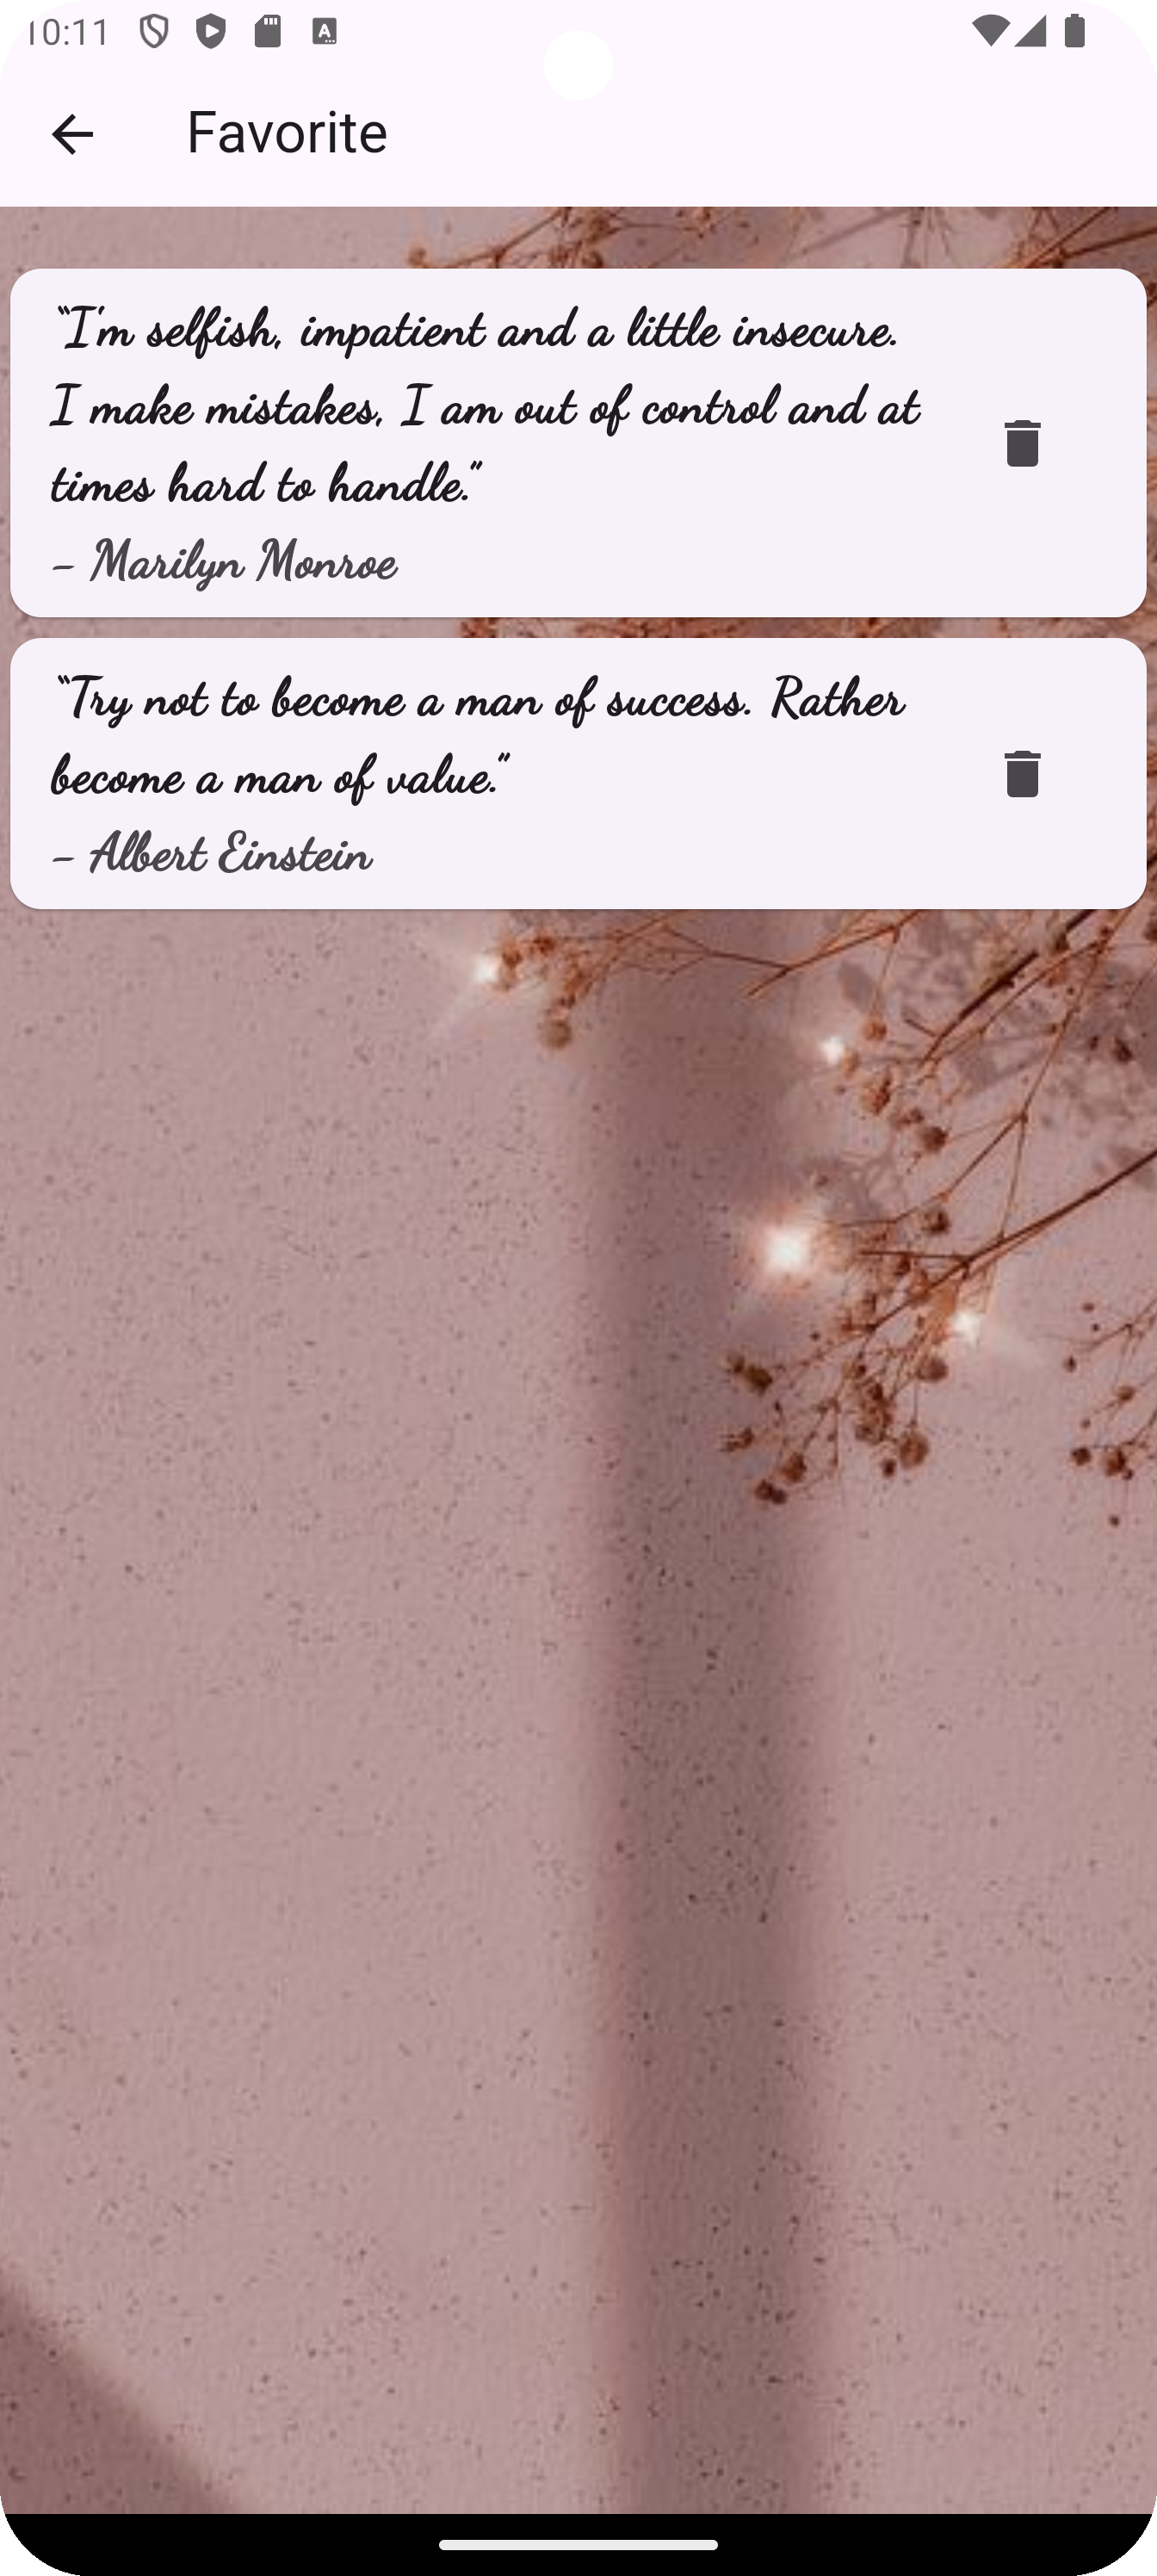 10:11
Favorite
“I'm selfish, impatient and a little insecure.
I make mistakes, I am out of control and at
times hard to handle.”
– Marilyn Monroe
“Try not to become a man of success. Rather
become a man of value.”
– Albert Einstein